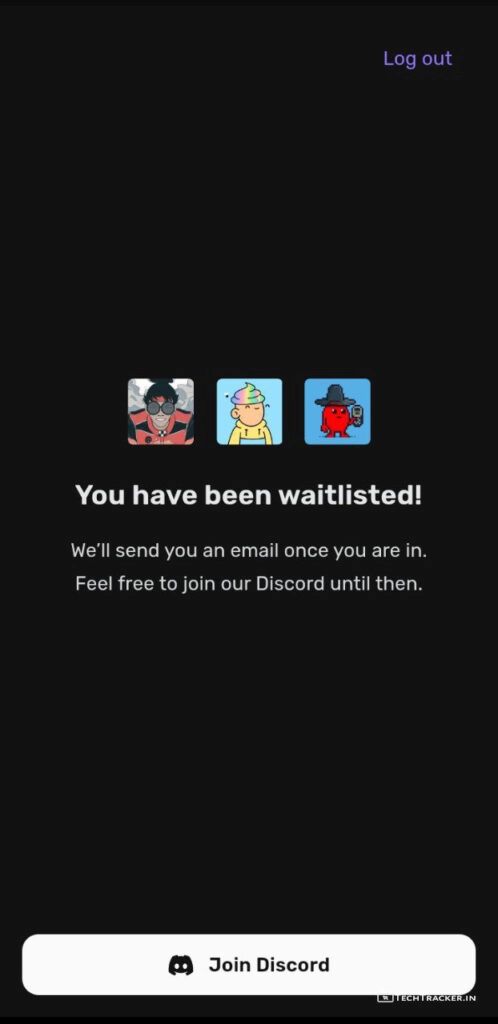 Log out
You have been waitlisted!
We’ll send you an email once you are in.
Feel free to join our Discord until then.
Join Discord
TECHTRACKER.IN